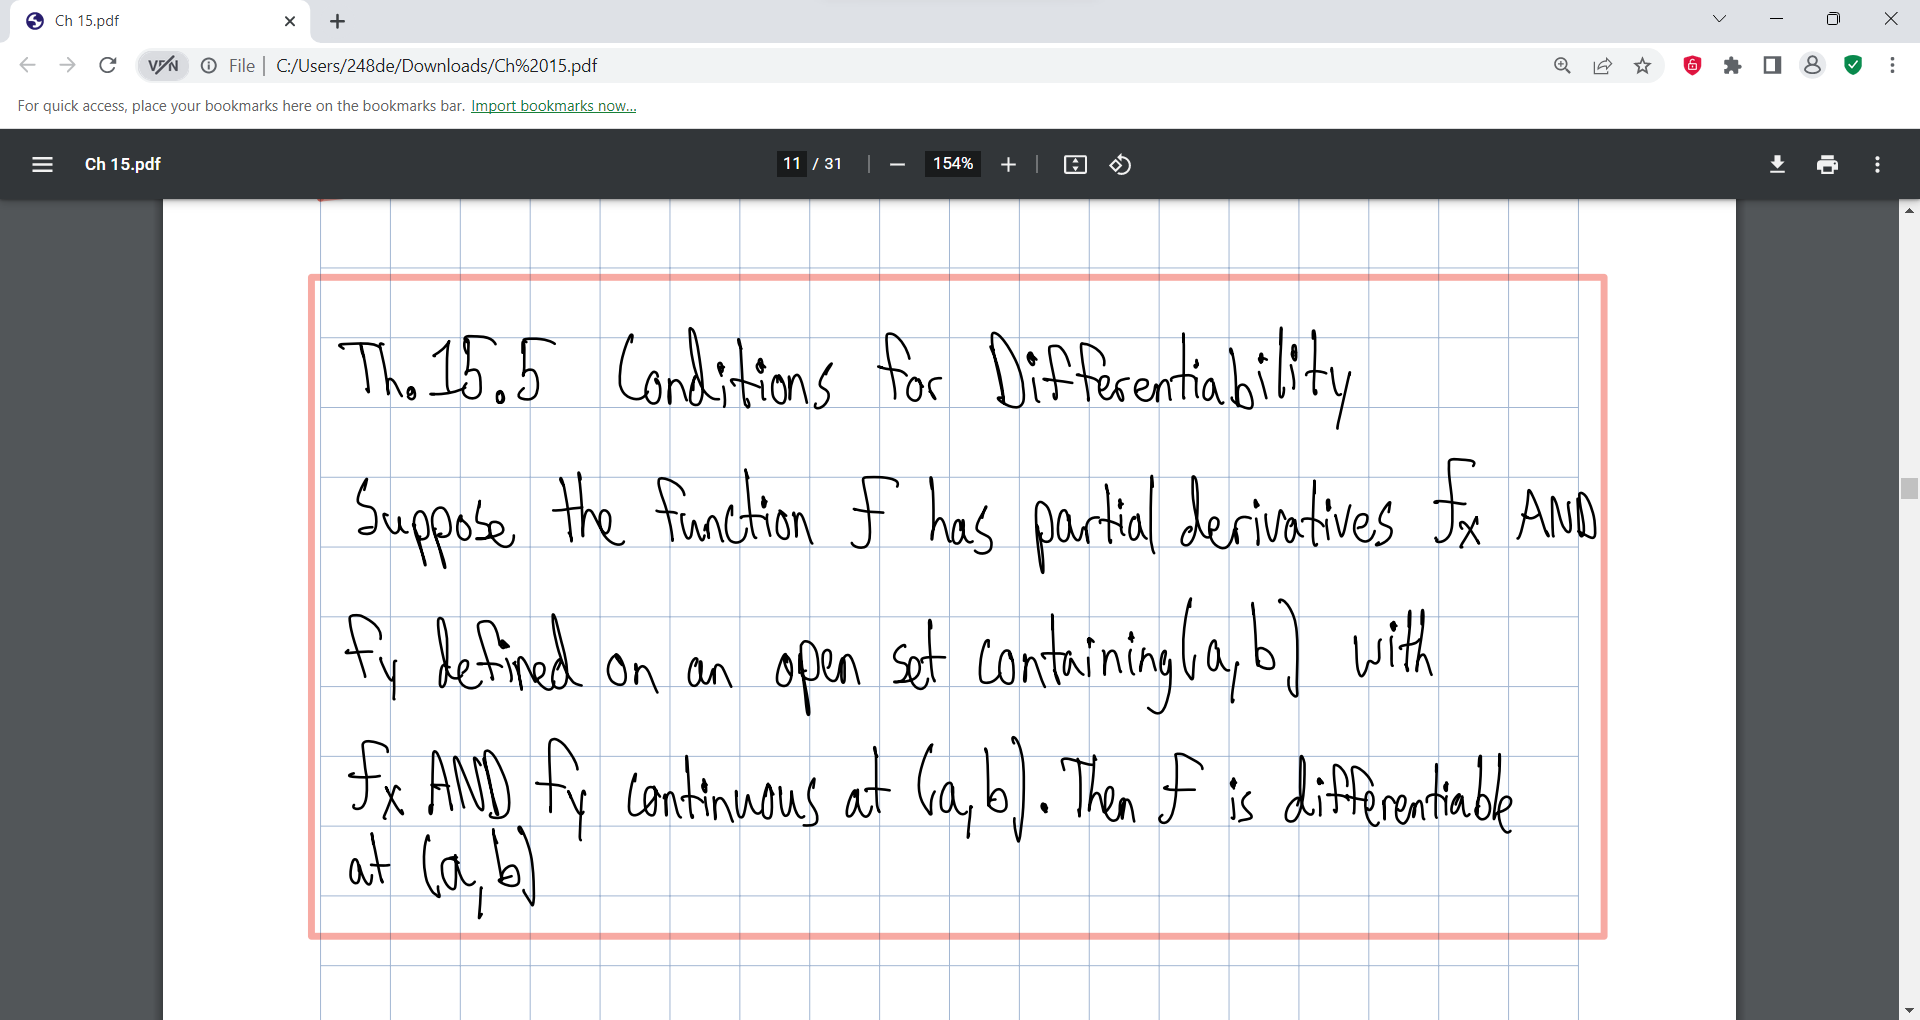 Ch 15.pdf
VPN File C:/Users/248de/Downloads/Ch%2015.pdf
For quick access, place your bookmarks here on the bookmarks bar. Import bookmarks now...
Ch 15.pdf 11 / 31 154%
Th. 15.5 Conditions for Differentiability
Suppose the function f has partial derivatives fx AND
fy defined on an open set containing (a,b) with
fx AND fy continuous at (a,b). Then f is differentiable
at (a,b)